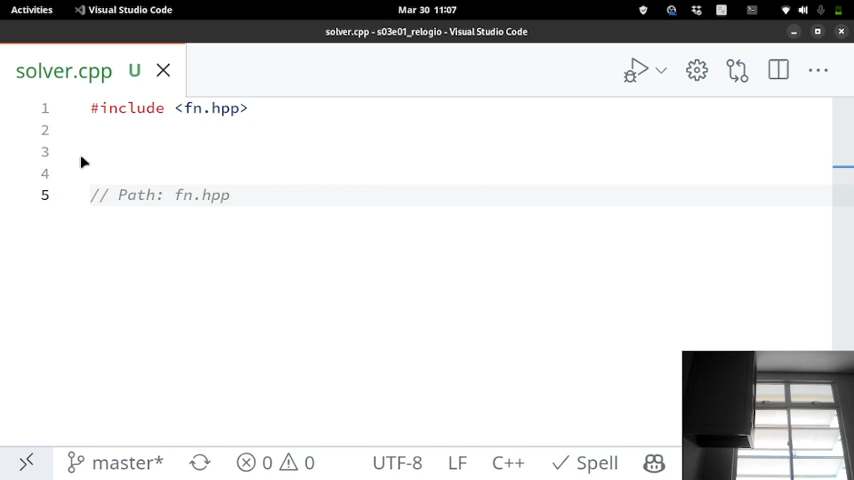 Activities
Visual Studio Code
Mar 30 11:07
solver.cpp - s03e01_relogio - Visual Studio Code
solver.cpp U
1 #include <fn.hpp>
2
3
4
5 // Path: fn.hpp
master* 0 0 UTF-8 LF C++ Spell